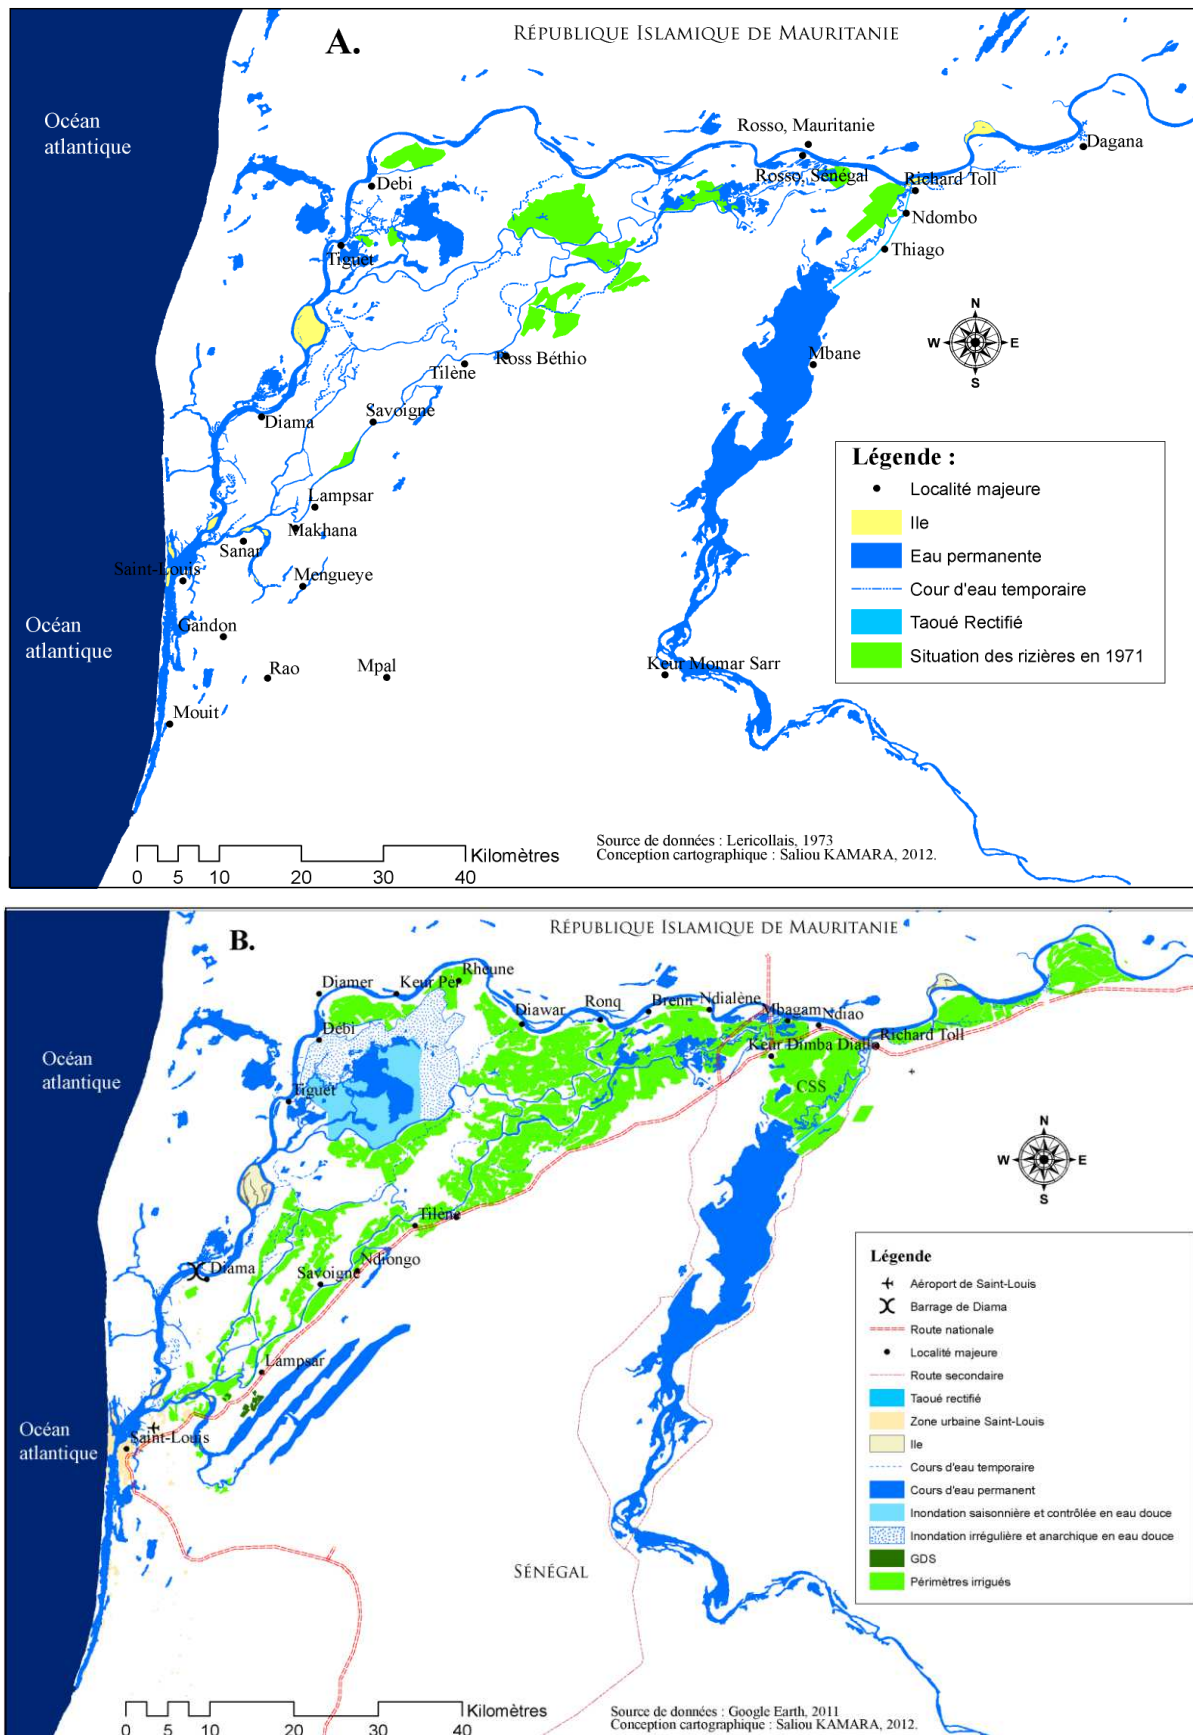 A.
RÉPUBLIQUE ISLAMIQUE DE MAURITANIE
Océan
atlantique
Rosso, Mauritanie
Dagana
Rosso, Sénégal
Debi
Richard Toll
Ndombo
Tiguet
Thiago
N
W E
S
Ross Béthio
Mbane
Tilène
Savoigne
Diama
Légende :
Localité majeure
Ile
Eau permanente
Cour d'eau temporaire
Taoué Rectifié
Situation des rizières en 1971
Lampsar
Makhana
Sanar
Saint-Louis
Mengueye
Océan
atlantique
Gandon
Rao
Mpal
Keur Momar Sarr
Mouit
Kilomètres
0 5 10 20 30 40
Source de données : Lericollais, 1973
Conception cartographique : Saliou KAMARA, 2012.
B.
RÉPUBLIQUE ISLAMIQUE DE MAURITANIE
Rheune
Diamer
Keur Pèr
Diawar
Ronq
Brenn
Ndialène
Mbagam
Ndiao
Débi
Keur Dimba Diall
Richard Toll
Océan
atlantique
CSS
Tiguet
N
W E
S
Tilène
Ndiongo
Diama
Savoigne
Lampsar
Légende
Aéroport de Saint-Louis
Barrage de Diama
Route nationale
Localité majeure
Route secondaire
Taoué rectifié
Zone urbaine Saint-Louis
Ile
Cours d'eau temporaire
Cours d'eau permanent
Inondation saisonnière et contrôlée en eau douce
Inondation irrégulière et anarchique en eau douce
GDS
Périmètres irrigués
Océan
atlantique
Saint-Louis
SÉNÉGAL
Kilomètres
0 5 10 20 30 40
Source de données : Google Earth, 2011
Conception cartographique : Saliou KAMARA, 2012.